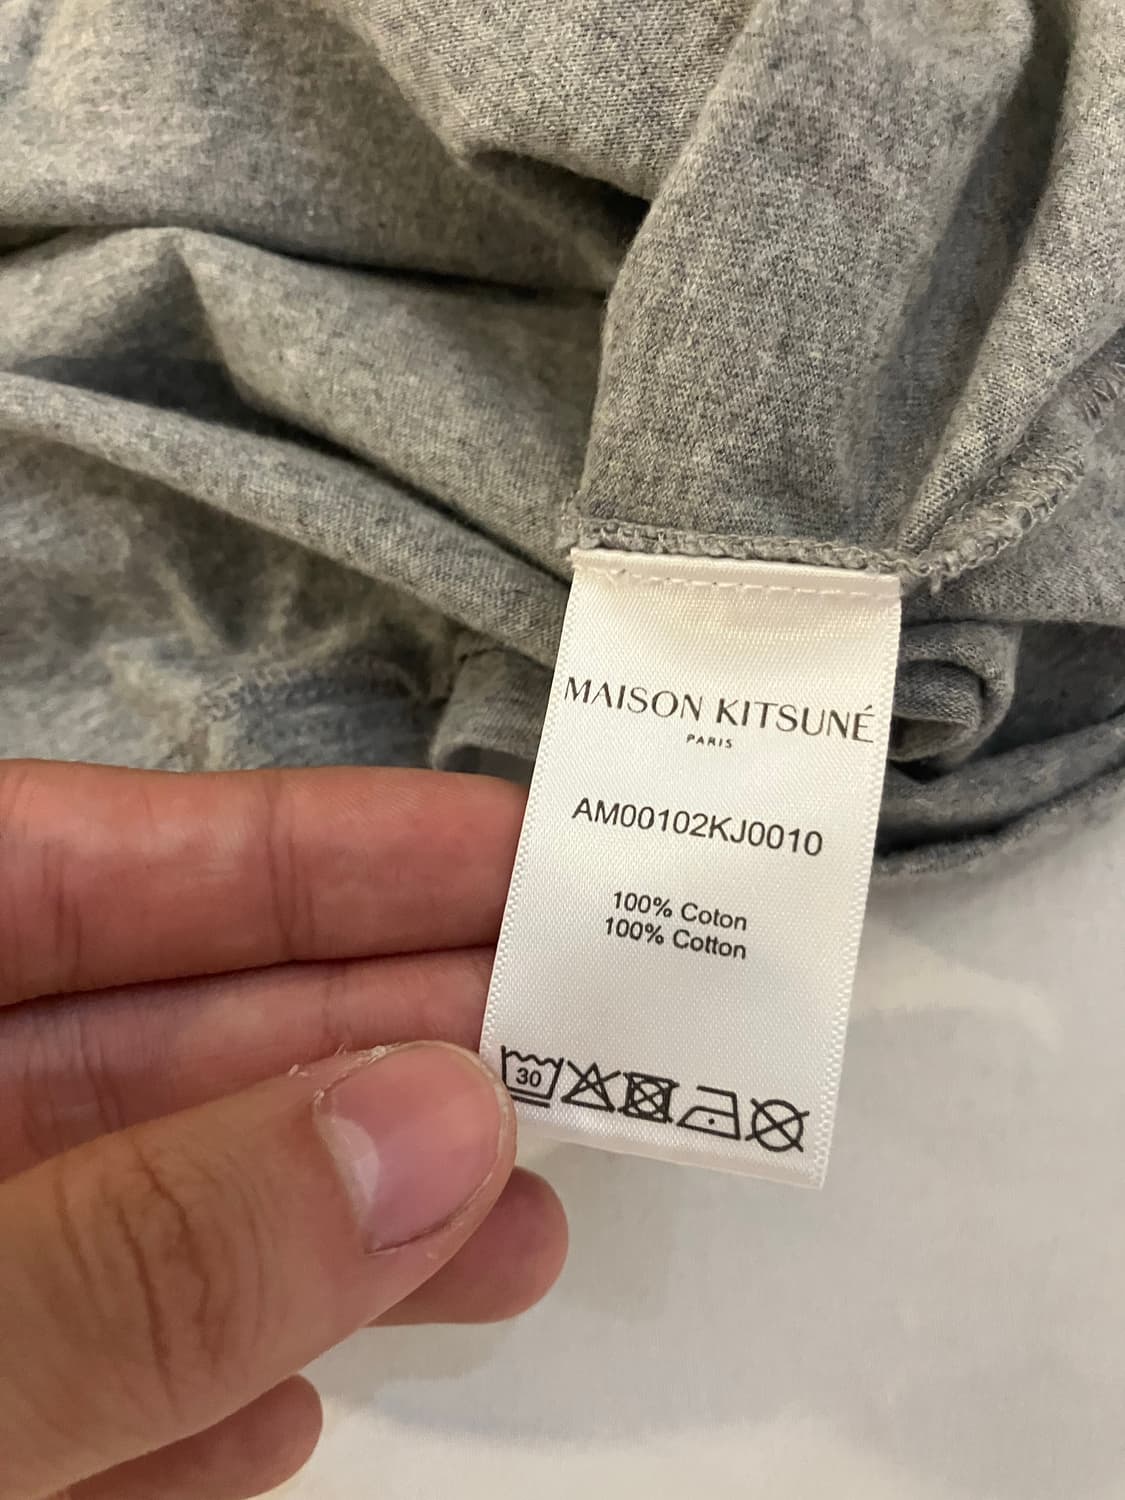 MAISON KITSUNÉ
PARIS
AM00102KJ0010
100% Coton
100% Cotton
30